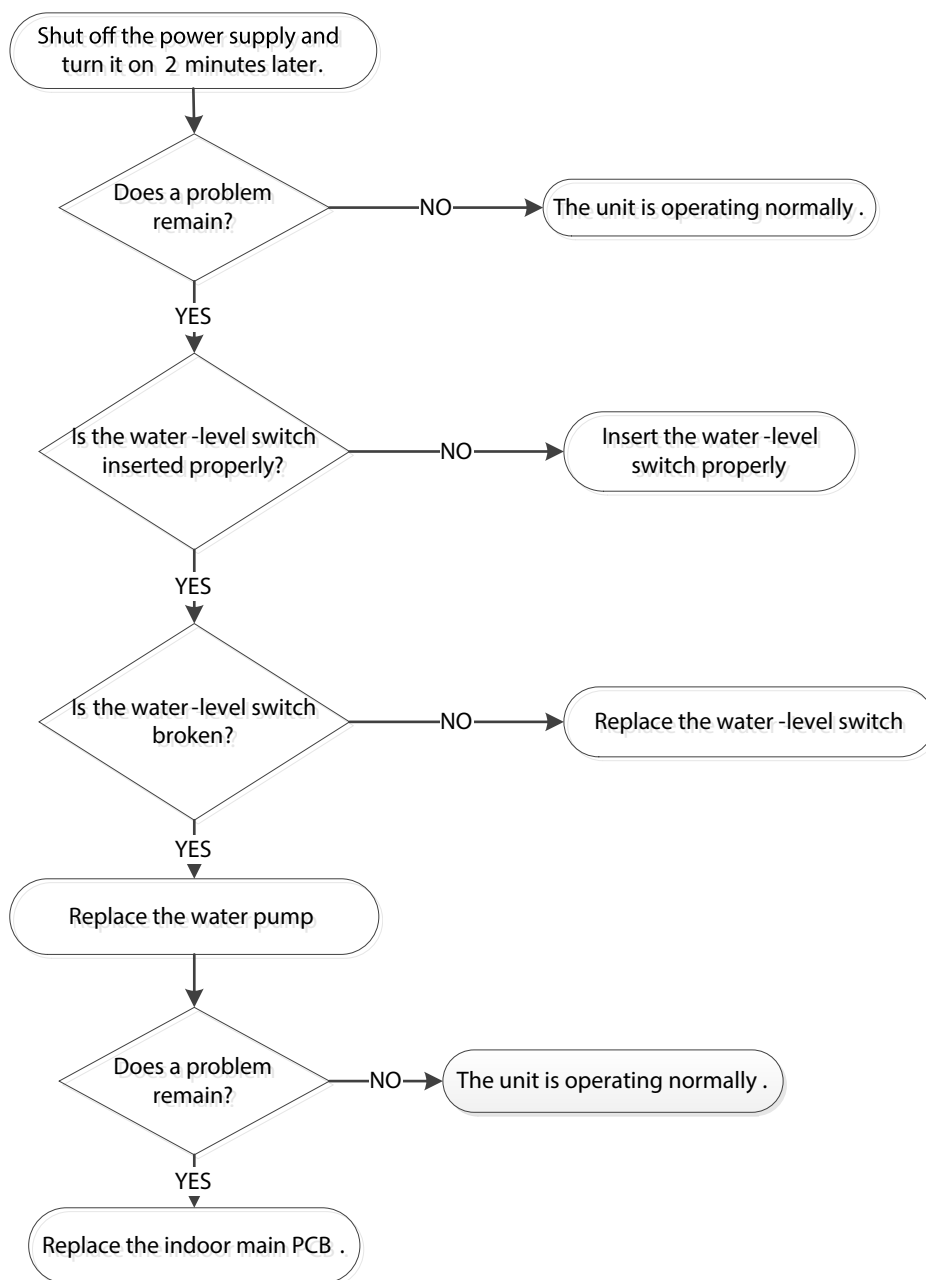 Shut off the power supply and
turn it on 2 minutes later.
Does a problem
remain?
NO
The unit is operating normally .
YES
Is the water -level switch
inserted properly?
NO
Insert the water -level
switch properly
YES
Is the water -level switch
broken?
NO
Replace the water -level switch
YES
Replace the water pump
Does a problem
remain?
NO
The unit is operating normally .
YES
Replace the indoor main PCB .